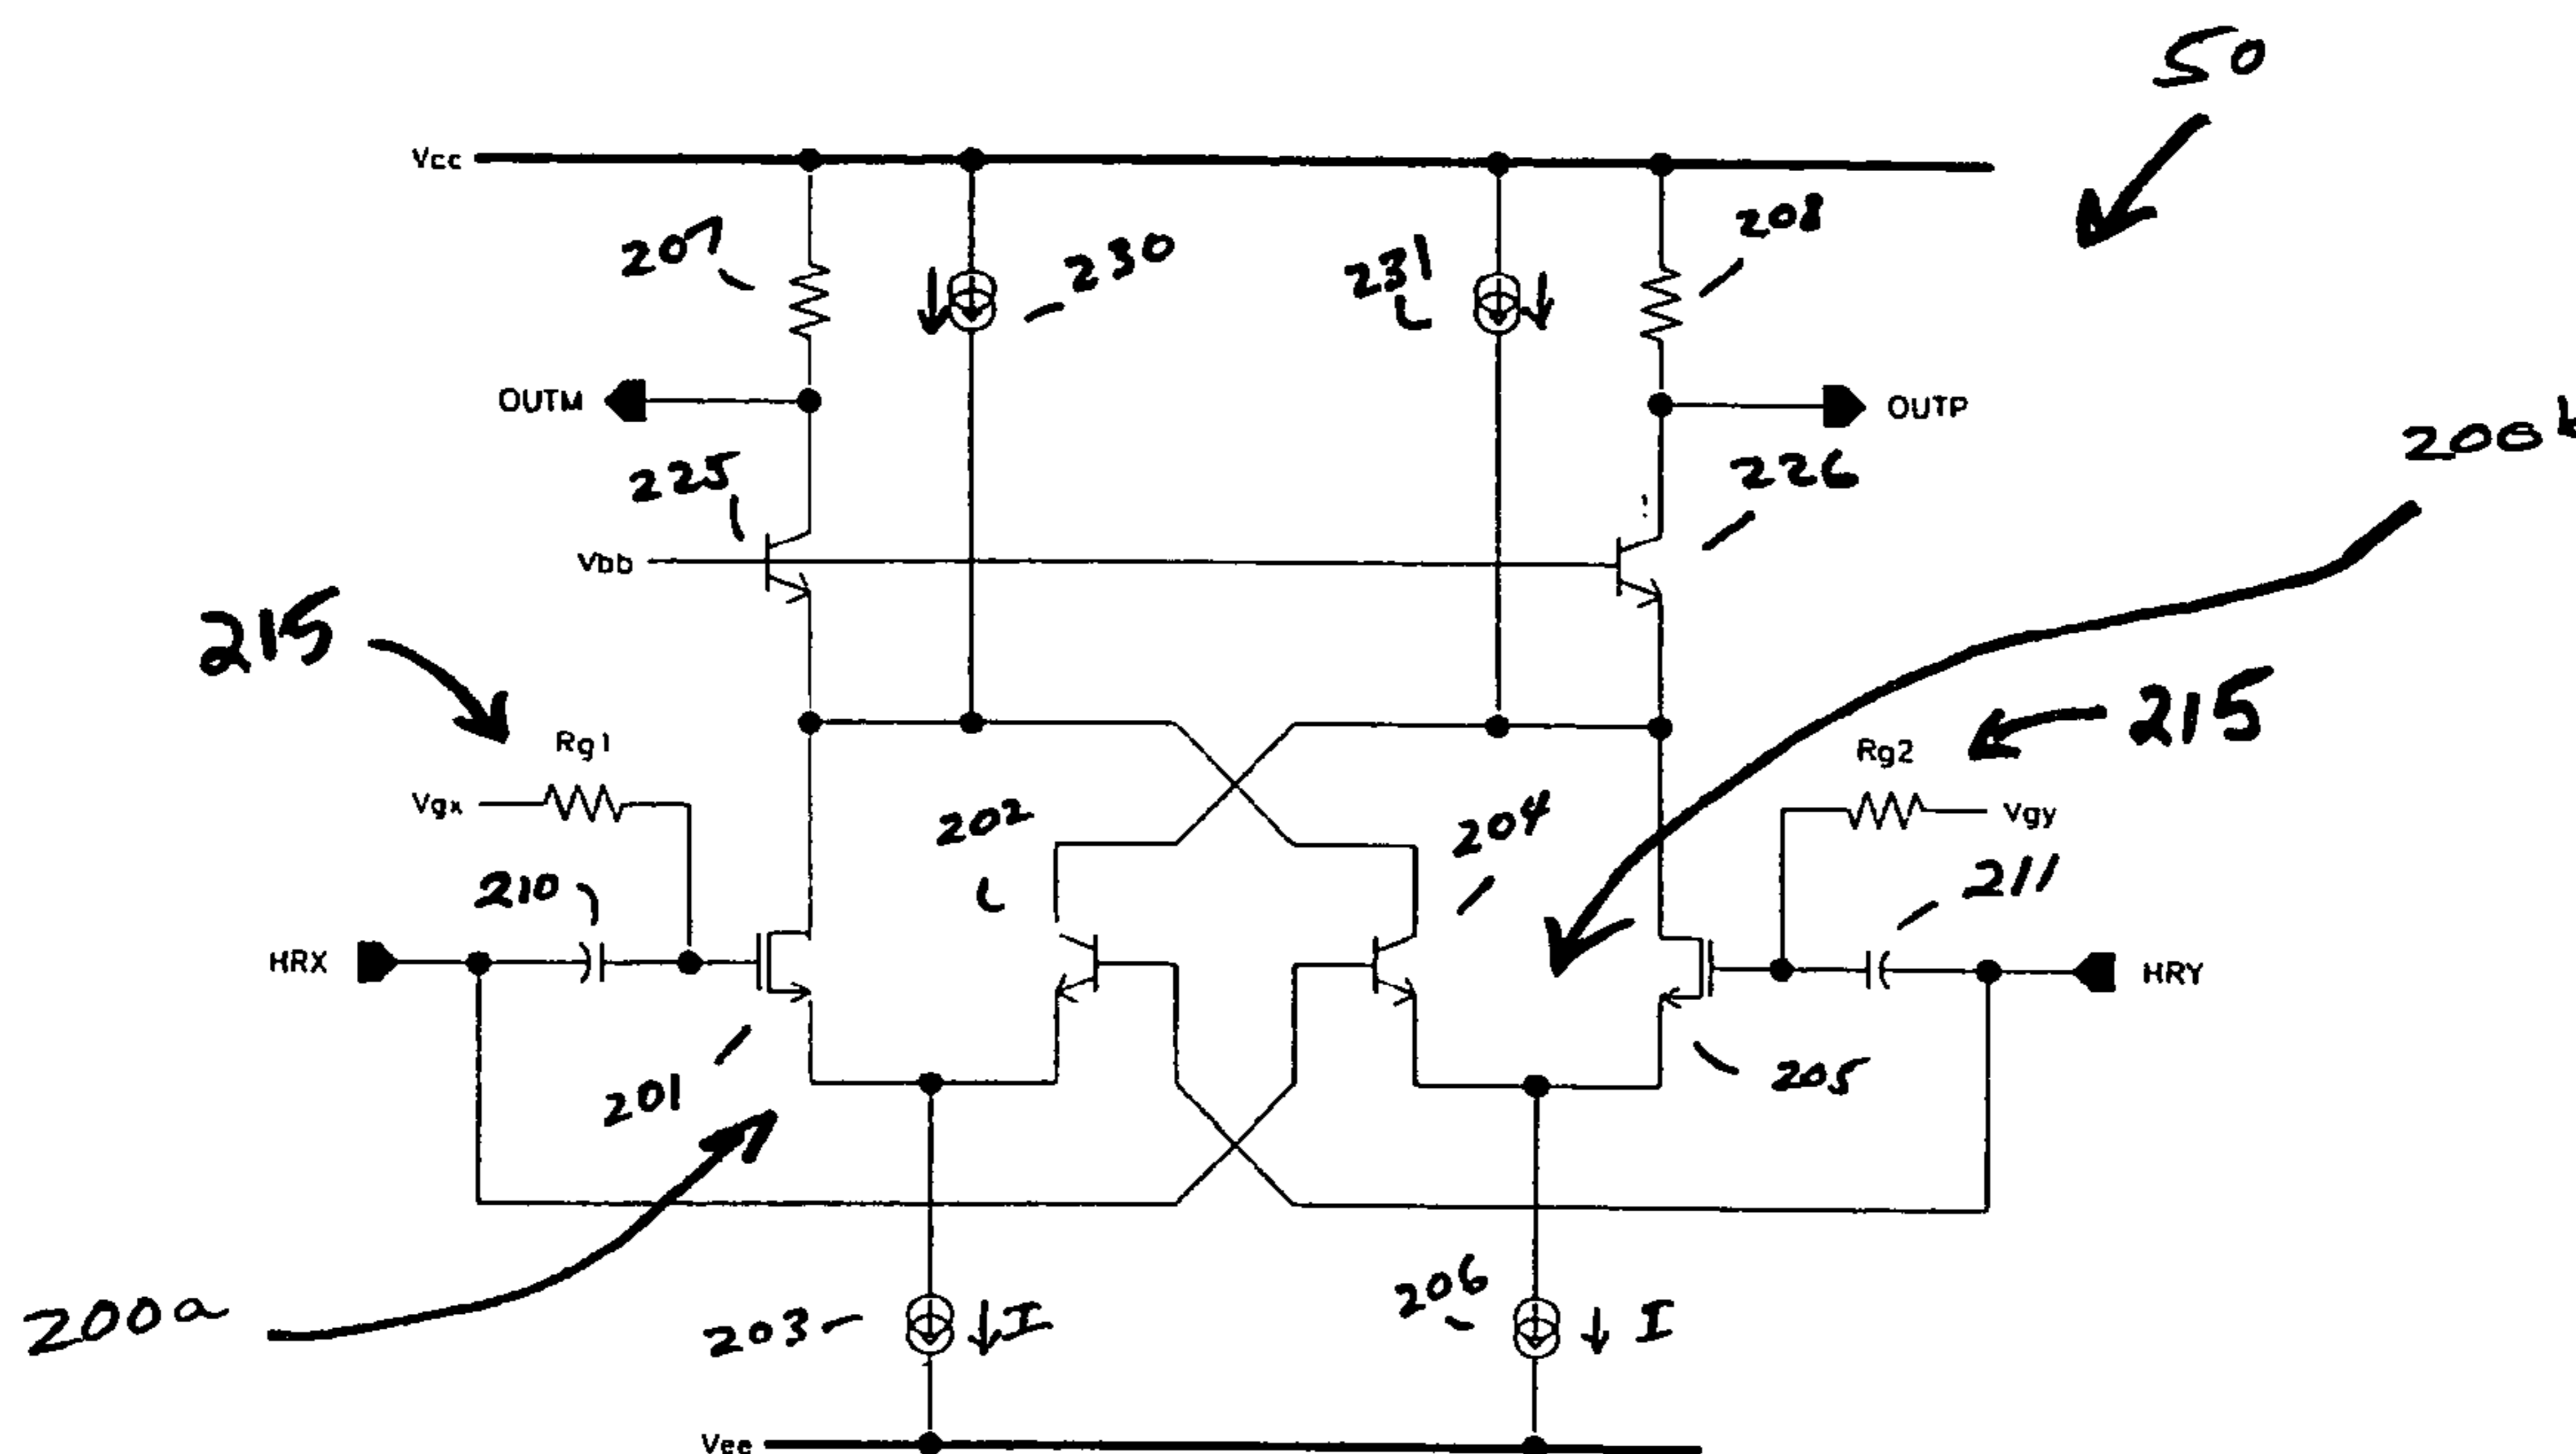 50
Vcc
207
230
231
208
OUTM
OUTP
200b
225
226
Vbb
215
215
Rg1
Rg2
Vgx
Vgy
202
204
210
211
HRX
HRY
201
205
200a
203
I
206
I
Vee